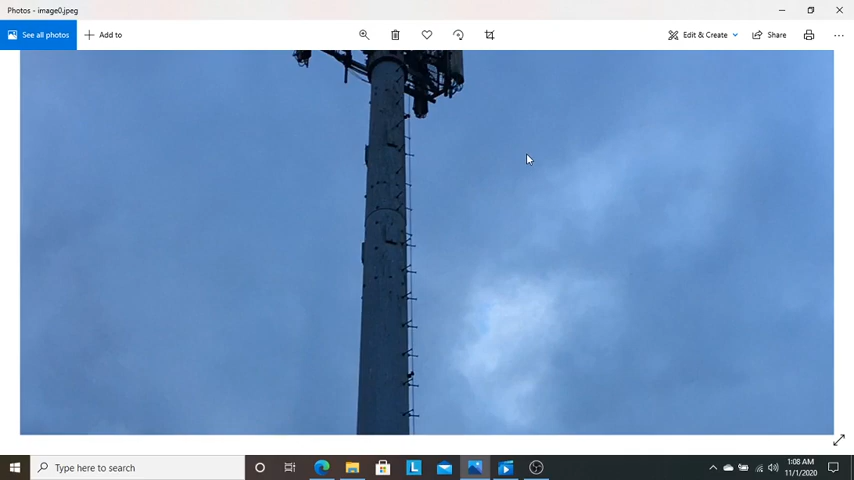 Photos - image0.jpeg
See all photos
Add to
Edit & Create
Share
Type here to search
L
1:08 AM
11/1/2020